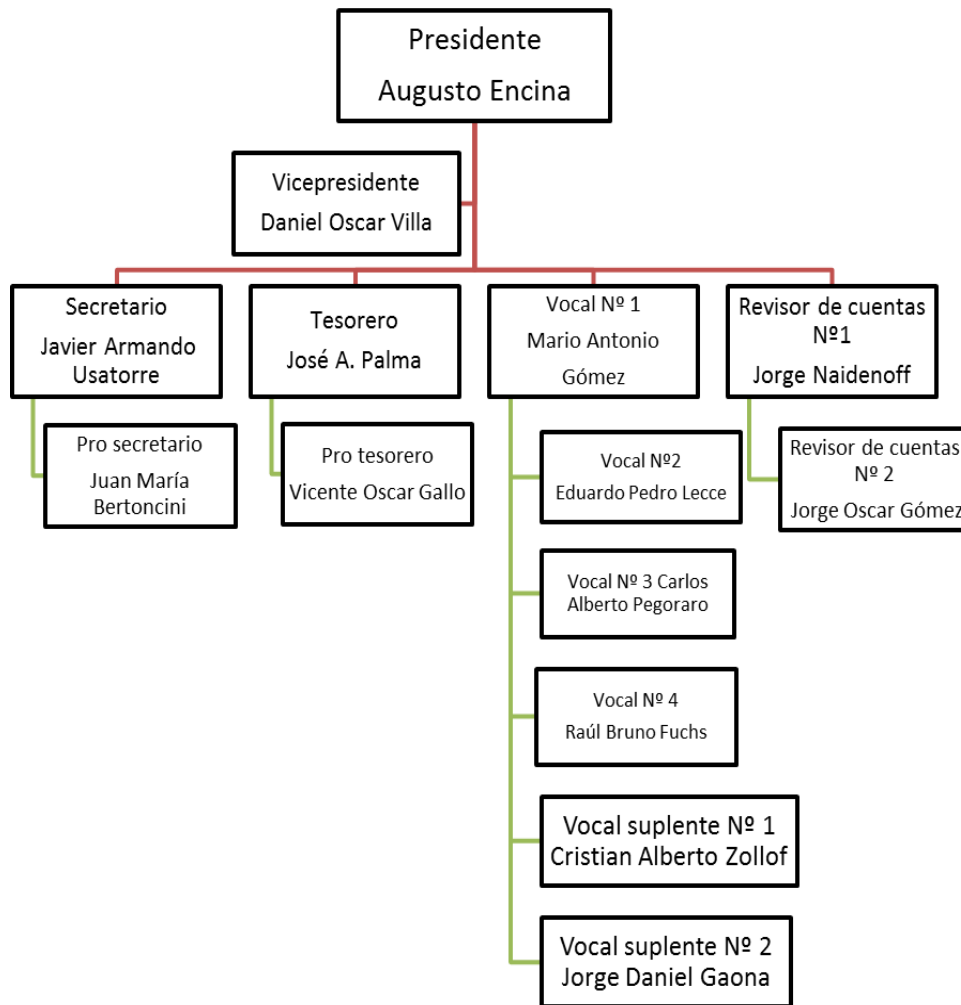 Presidente
Augusto Encina
Vicepresidente
Daniel Oscar Villa
Secretario
Javier Armando
Usatorre
Tesorero
José A. Palma
Vocal Nº 1
Mario Antonio
Gómez
Revisor de cuentas
Nº1
Jorge Naidenoff
Pro secretario
Juan María
Bertoncini
Pro tesorero
Vicente Oscar Gallo
Vocal Nº2
Eduardo Pedro Lecce
Revisor de cuentas
Nº 2
Jorge Oscar Gómez
Vocal Nº 3 Carlos
Alberto Pegoraro
Vocal Nº 4
Raúl Bruno Fuchs
Vocal suplente Nº 1
Cristian Alberto Zollof
Vocal suplente Nº 2
Jorge Daniel Gaona